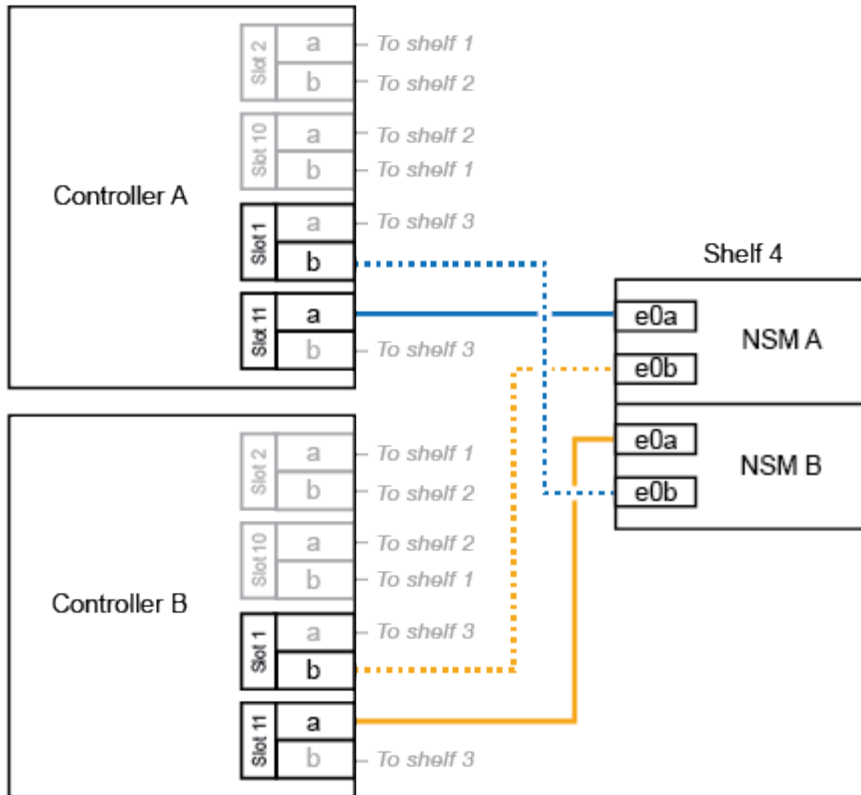 Controller A
Slot 2
a To shelf 1
b To shelf 2
Slot 10
a To shelf 2
b To shelf 1
Slot 1
a To shelf 3
b
Slot 11
a
b To shelf 3
Shelf 4
e0a
NSM A
e0b
e0a
NSM B
e0b
Controller B
Slot 2
a To shelf 1
b To shelf 2
Slot 10
a To shelf 2
b To shelf 1
Slot 1
a To shelf 3
b
Slot 11
a
b To shelf 3